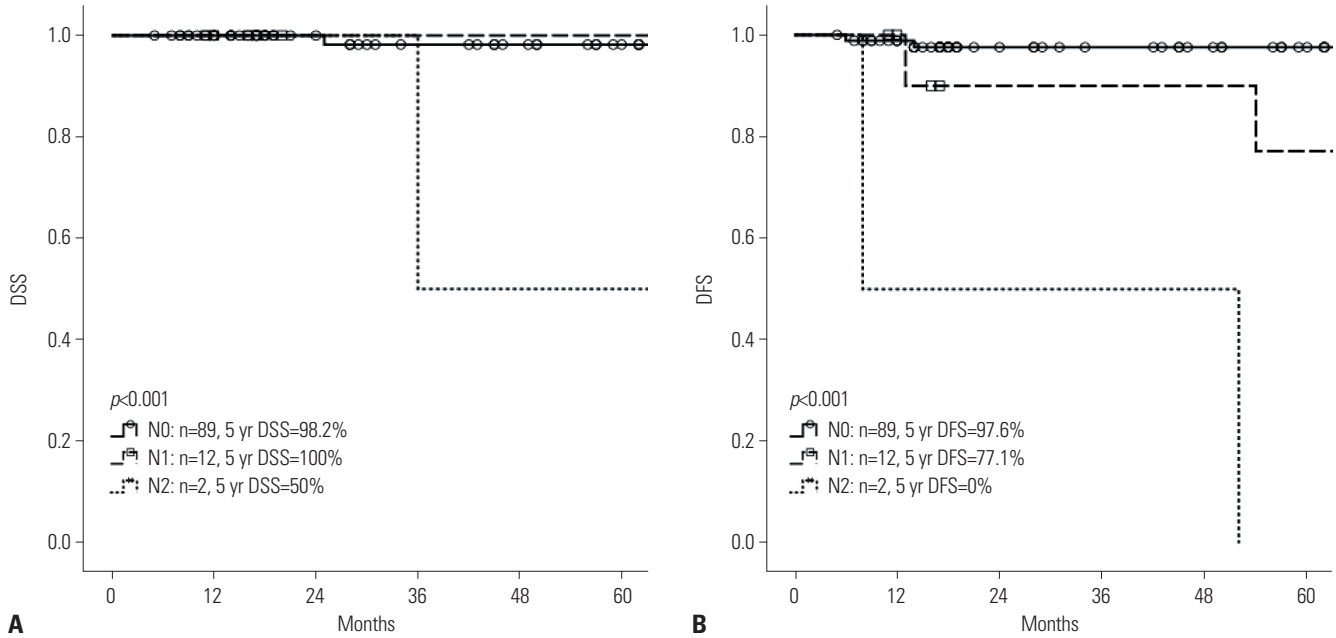 1.0
0.8
0.6
0.4
0.2
0.0
DSS
p<0.001
N0: n=89, 5 yr DSS=98.2%
N1: n=12, 5 yr DSS=100%
N2: n=2, 5 yr DSS=50%
0 12 24 36 48 60
Months
A
1.0
0.8
0.6
0.4
0.2
0.0
DFS
p<0.001
N0: n=89, 5 yr DFS=97.6%
N1: n=12, 5 yr DFS=77.1%
N2: n=2, 5 yr DFS=0%
0 12 24 36 48 60
Months
B